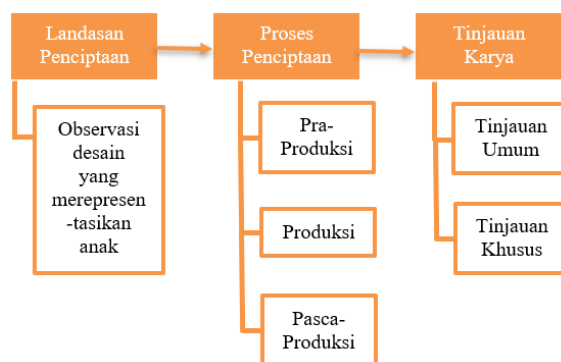 Landasan
Penciptaan
Proses
Penciptaan
Tinjauan
Karya
Observasi
desain
yang
merepresen
-tasikan
anak
Pra-
Produksi
Produksi
Pasca-
Produksi
Tinjauan
Umum
Tinjauan
Khusus